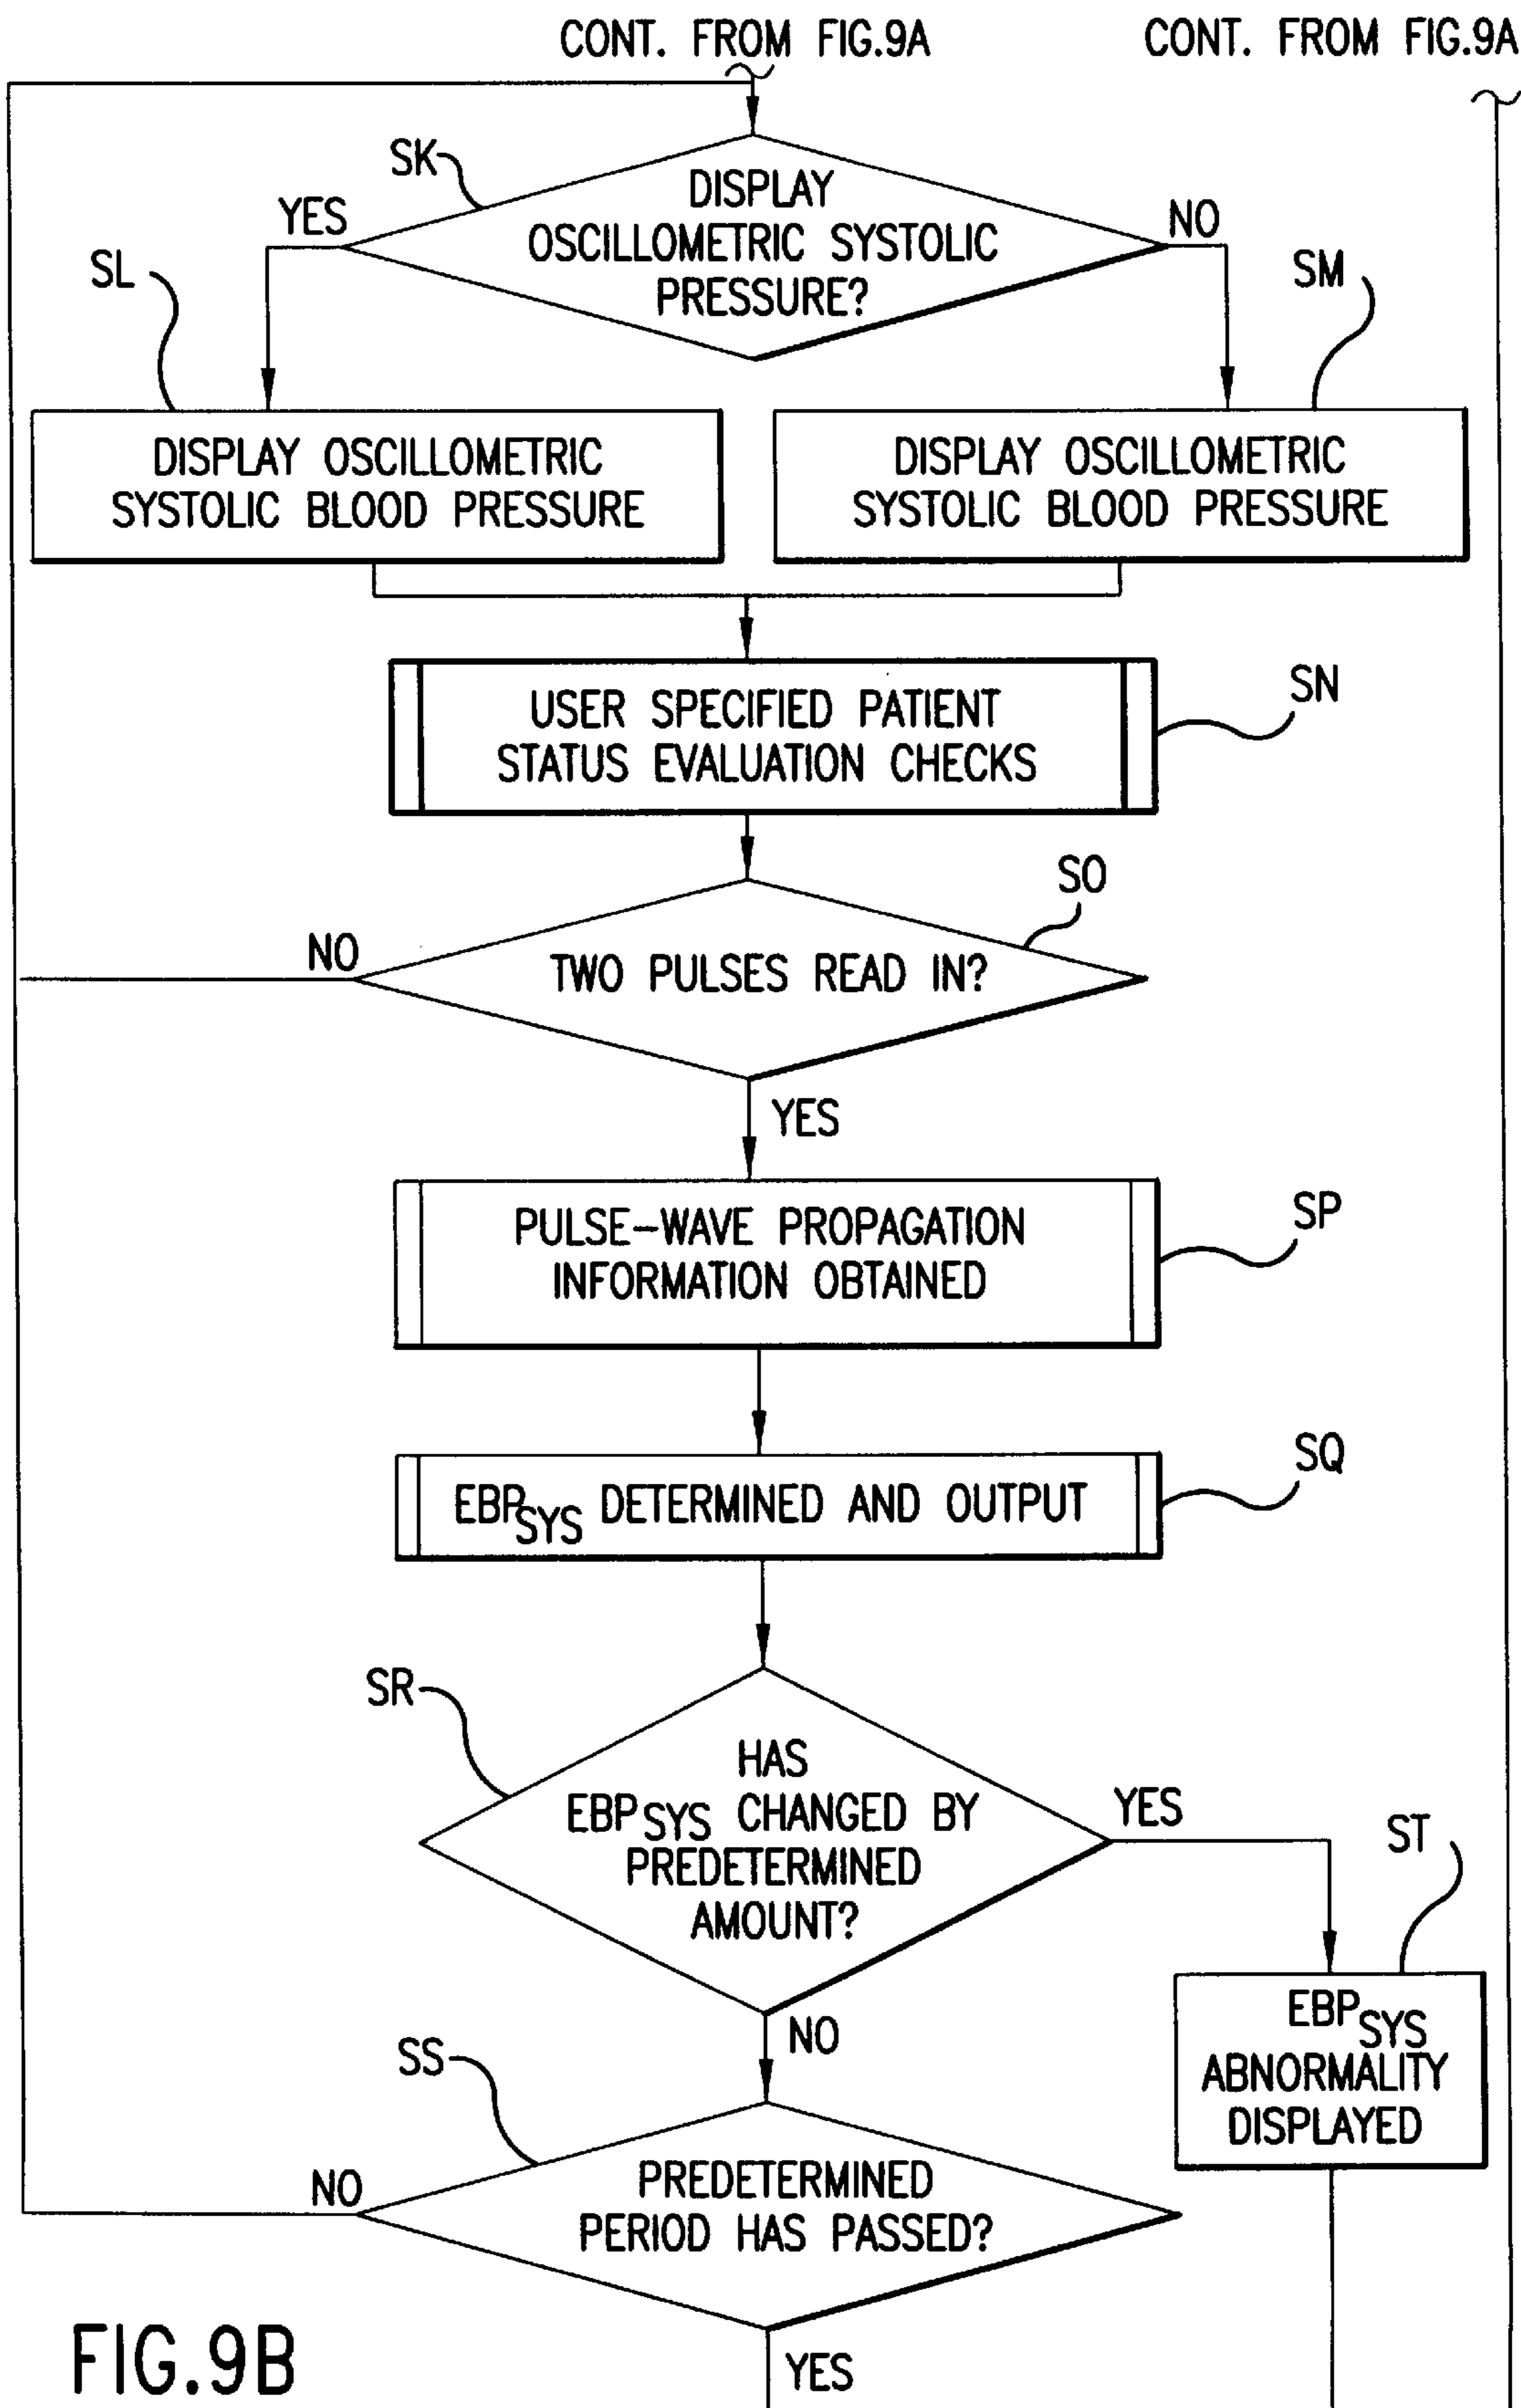 CONT. FROM FIG.9A
CONT. FROM FIG.9A
SK
DISPLAY
OSCILLOMETRIC SYSTOLIC
PRESSURE?
YES
NO
SL
SM
DISPLAY OSCILLOMETRIC
SYSTOLIC BLOOD PRESSURE
DISPLAY OSCILLOMETRIC
SYSTOLIC BLOOD PRESSURE
USER SPECIFIED PATIENT
STATUS EVALUATION CHECKS
SN
SO
NO
TWO PULSES READ IN?
YES
PULSE-WAVE PROPAGATION
INFORMATION OBTAINED
SP
EBPSYS DETERMINED AND OUTPUT
SQ
SR
HAS
EBPSYS CHANGED BY
PREDETERMINED
AMOUNT?
YES
ST
NO
EBPSYS
ABNORMALITY
DISPLAYED
SS
NO
PREDETERMINED
PERIOD HAS PASSED?
YES
FIG.9B